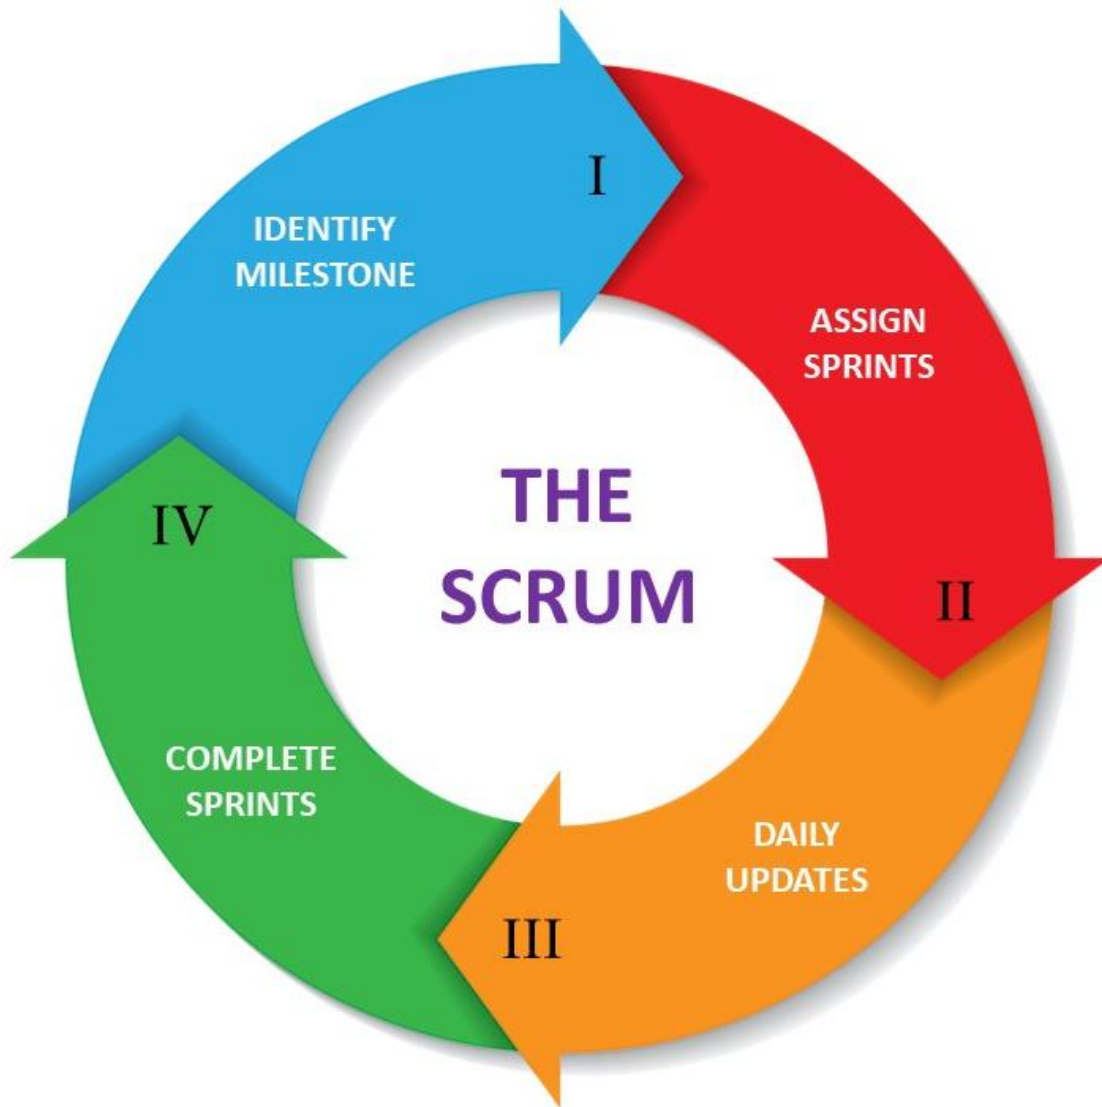 I
IDENTIFY
MILESTONE
ASSIGN
SPRINTS
II
DAILY
UPDATES
III
COMPLETE
SPRINTS
IV
THE
SCRUM